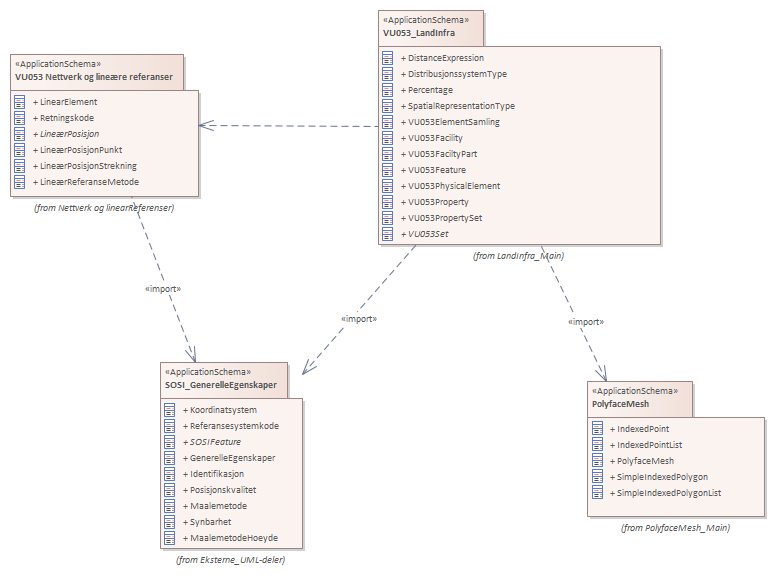 «ApplicationSchema»
VU053_LandInfra
+ DistanceExpression
+ DistribusjonssystemType
+ Percentage
+ SpatialRepresentationType
+ VU053ElementSamling
+ VU053Facility
+ VU053FaciltyPart
+ VU053Feature
+ VU053PhysicalElement
+ VU053Property
+ VU053PropertySet
+ VU053Set
(from LandInfra_Main)
«ApplicationSchema»
VU053 Nettverk og lineære referanser
+ LinearElement
+ Retningskode
+ LineærPosisjon
+ LineærPosisjonPunkt
+ LineærPosisjonStrekning
+ LineærReferanseMetode
(from Nettverk og linearReferenser)
«import»
«import»
«import»
«ApplicationSchema»
SOSI_GenerelleEgenskaper
+ Koordinatsystem
+ Referansesystemkode
+ SOSIFeature
+ GenerelleEgenskaper
+ Identifikasjon
+ Posisjonskvalitet
+ Maalemetode
+ Synbarhet
+ MaalemetodeHoeyde
(from Eksterne_UML-deler)
«ApplicationSchema»
PolyfaceMesh
+ IndexedPoint
+ IndexedPointList
+ PolyfaceMesh
+ SimpleIndexedPolygon
+ SimpleIndexedPolygonList
(from PolyfaceMesh_Main)